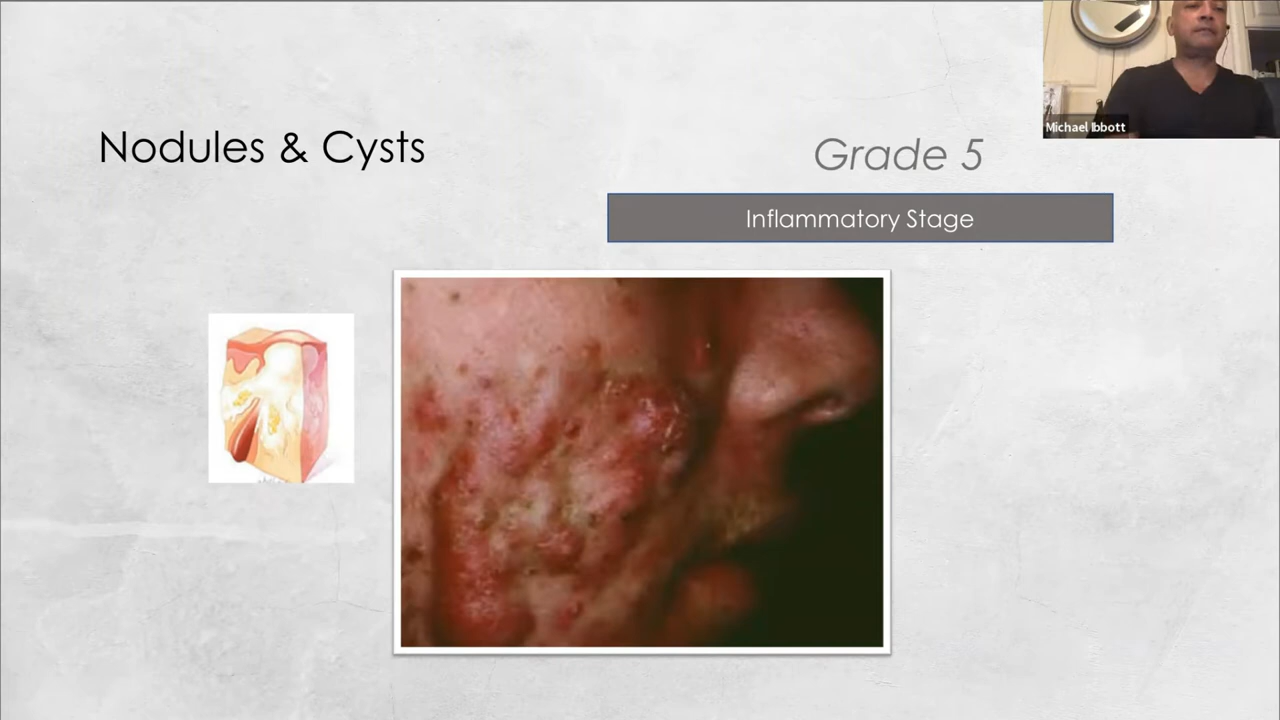 Michael Ibbott
Nodules & Cysts
Grade 5
Inflammatory Stage